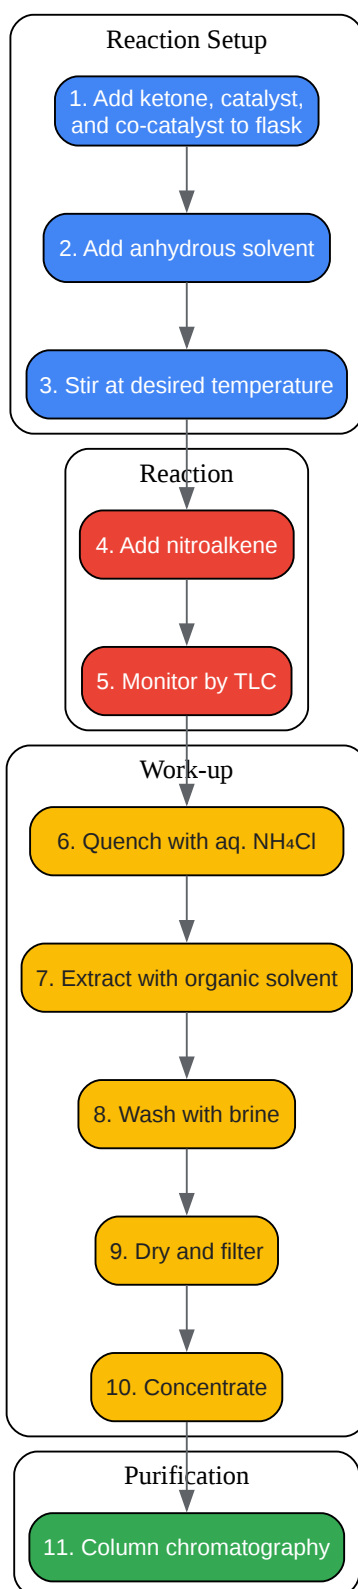 Reaction Setup
1. Add ketone, catalyst,
and co-catalyst to flask
2. Add anhydrous solvent
3. Stir at desired temperature
Reaction
4. Add nitroalkene
5. Monitor by TLC
Work-up
6. Quench with aq. NH₄Cl
7. Extract with organic solvent
8. Wash with brine
9. Dry and filter
10. Concentrate
Purification
11. Column chromatography